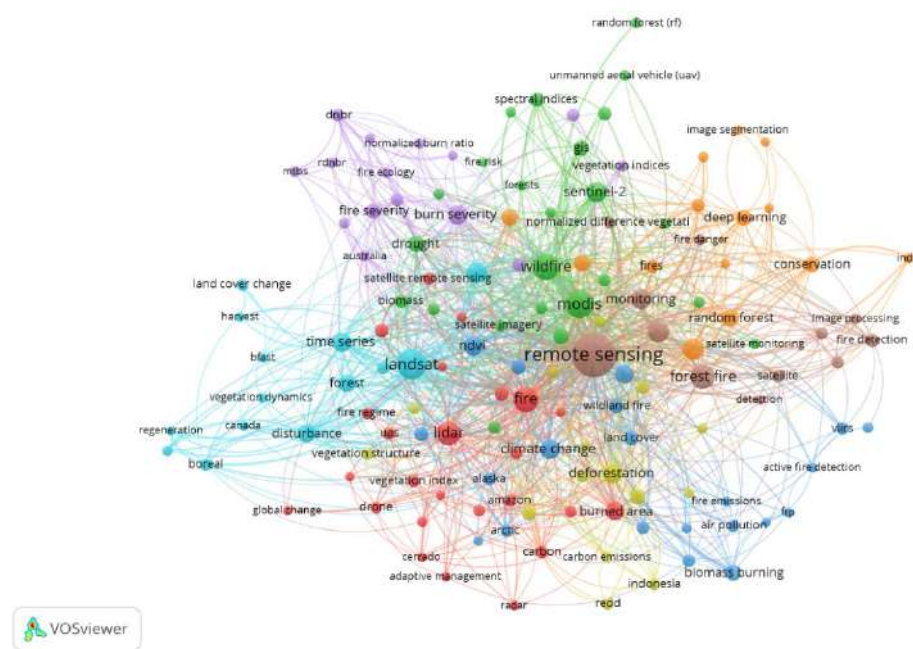 random forest (rf)
unmanned aerial vehicle (uav)
spectral indices
dnbr
image segmentation
normalized burn ratio
gis
rdnbr
fire risk
vegetation indices
mtbs
fire ecology
forests
sentinel-2
fire severity
burn severity
normalized difference vegetati
deep learning
drought
fire danger
australia
wildfire
fires
conservation
satellite remote sensing
land cover change
biomass
modis
monitoring
harvest
satellite imagery
random forest
image processing
time series
ndvi
satellite monitoring
fire detection
blast
landsat
remote sensing
forest
forest fire
satellite
vegetation dynamics
fire
detection
fire regime
wildland fire
canada
regeneration
disturbance
lidar
land cover
viirs
vegetation structure
climate change
boreal
deforestation
active fire detection
vegetation index
alaska
global change
drone
amazon
fire emissions
burned area
frp
arctic
air pollution
cerrado
carbon
carbon emissions
adaptive management
biomass burning
indonesia
radar
redd
VOSviewer